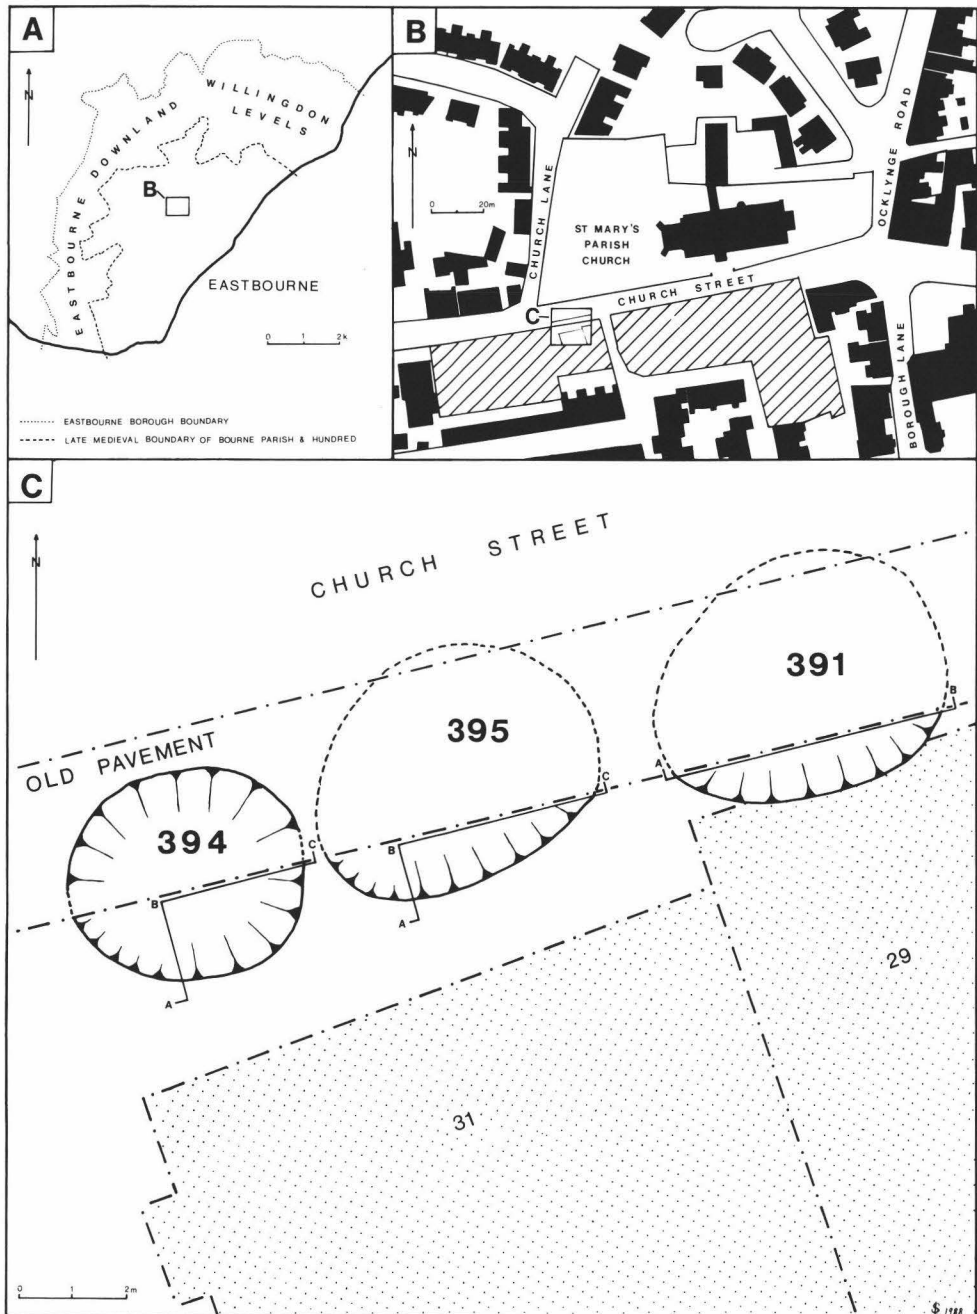 A
N
WILLINGDON
LEVELS
EASTBOURNE DOWNLAND
B
EASTBOURNE
0 2k
EASTBOURNE BOROUGH BOUNDARY
LATE MEDIEVAL BOUNDARY OF BOURNE PARISH & HUNDRED
B
N
0 20m
CHURCH LANE
ST MARY'S
PARISH
CHURCH
OCKLYNGE ROAD
CHURCH STREET
C
BOROUGH LANE
C
N
CHURCH STREET
391
B
A
395
C
B
A
OLD PAVEMENT
394
C
B
A
29
31
0 2m